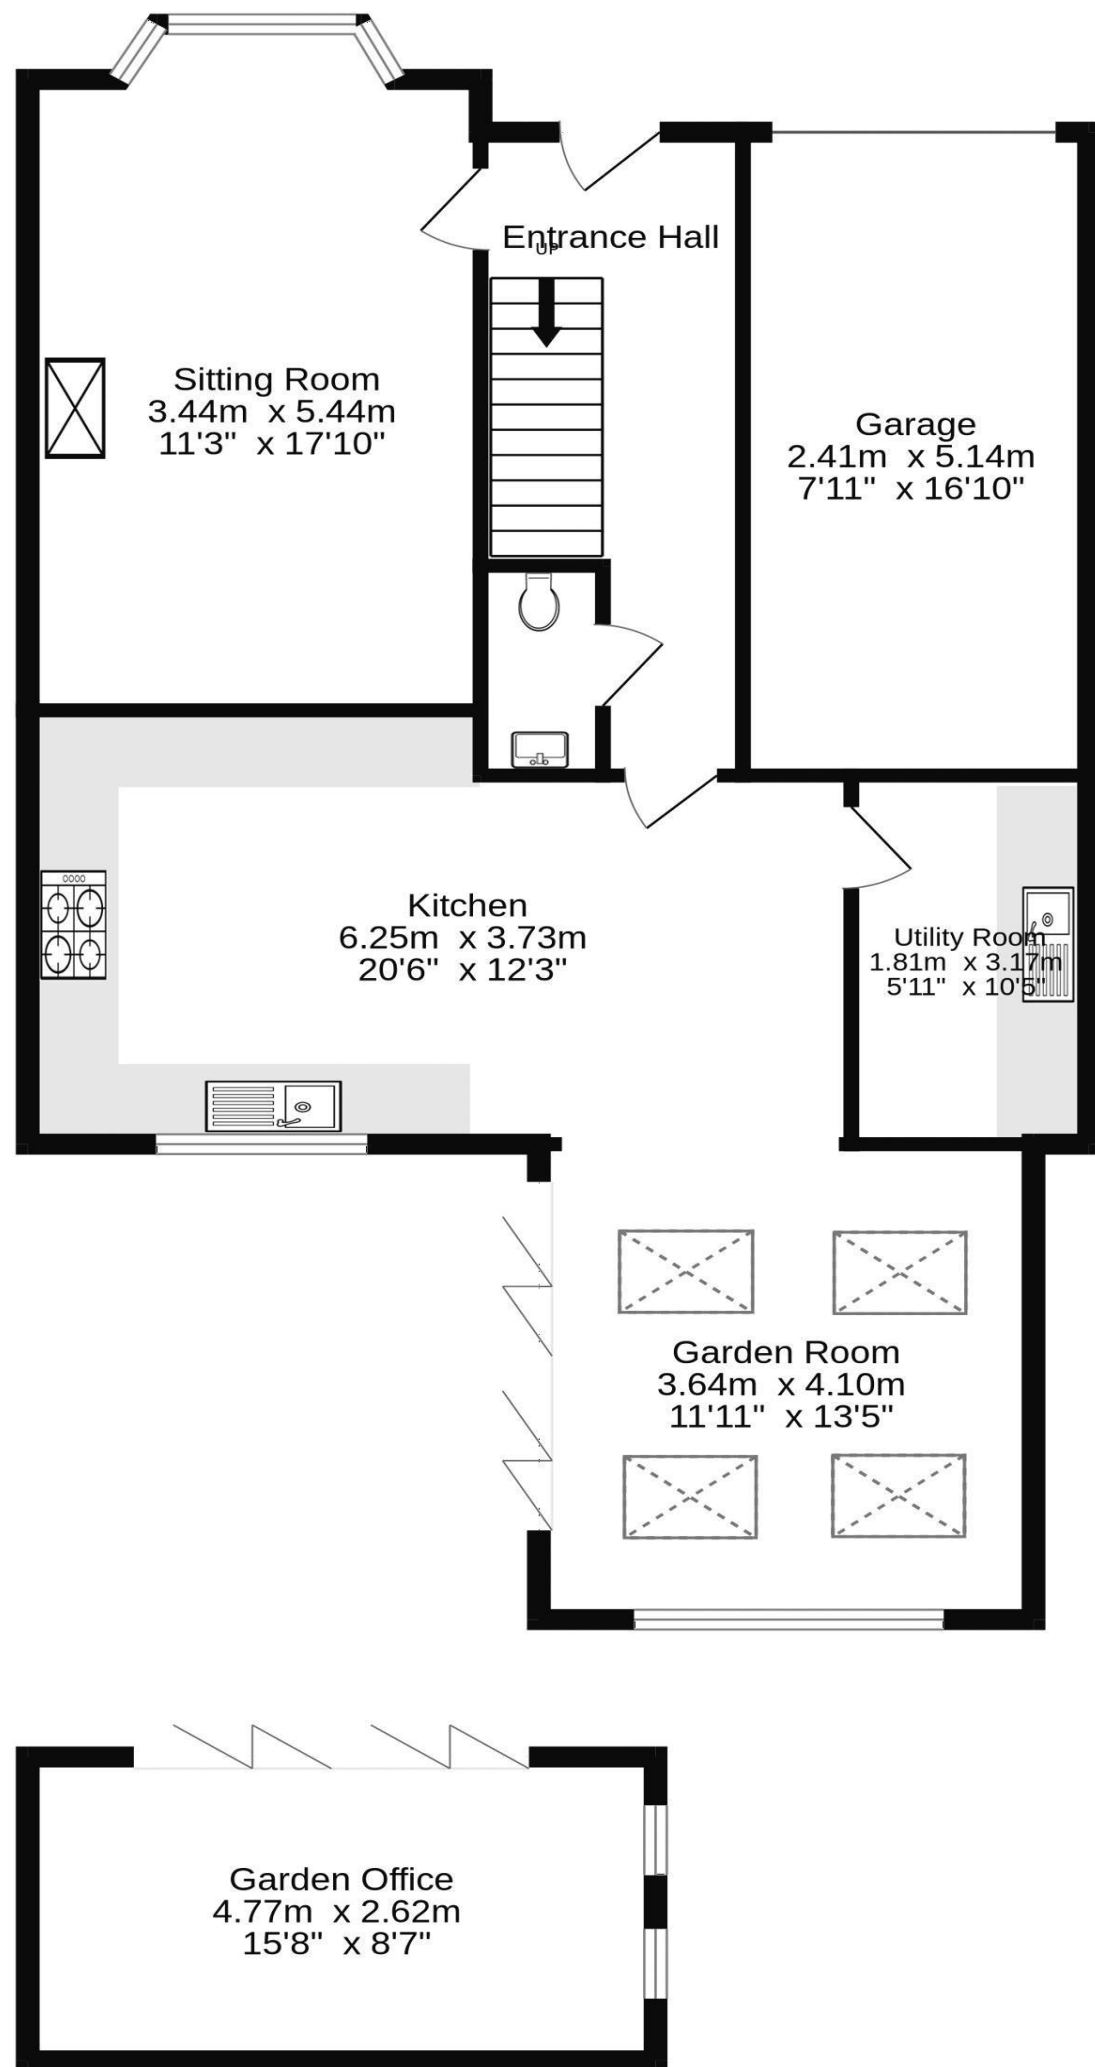 Entrance Hall
UP
Sitting Room
3.44m x 5.44m
11'3" x 17'10"
Garage
2.41m x 5.14m
7'11" x 16'10"
Kitchen
6.25m x 3.73m
20'6" x 12'3"
Utility Room
1.81m x 3.17m
5'11" x 10'5"
Garden Room
3.64m x 4.10m
11'11" x 13'5"
Garden Office
4.77m x 2.62m
15'8" x 8'7"